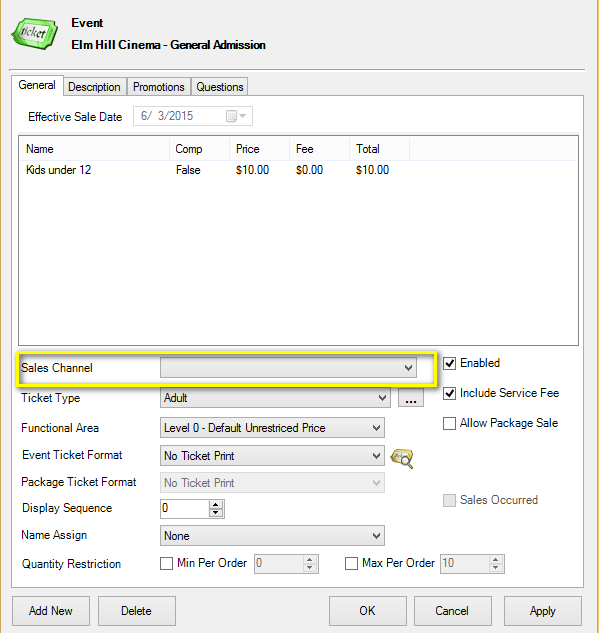 ticket
Event
Elm Hill Cinema - General Admission
General Description Promotions Questions
Effective Sale Date 6/ 3/2015
Name Comp Price Fee Total
Kids under 12 False $10.00 $0.00 $10.00
Sales Channel Enabled
Ticket Type Adult ... Include Service Fee
Functional Area Level 0 - Default Unrestriced Price Allow Package Sale
Event Ticket Format No Ticket Print
Package Ticket Format No Ticket Print
Display Sequence 0 Sales Occurred
Name Assign None
Quantity Restriction Min Per Order 0 Max Per Order 10
Add New Delete OK Cancel Apply